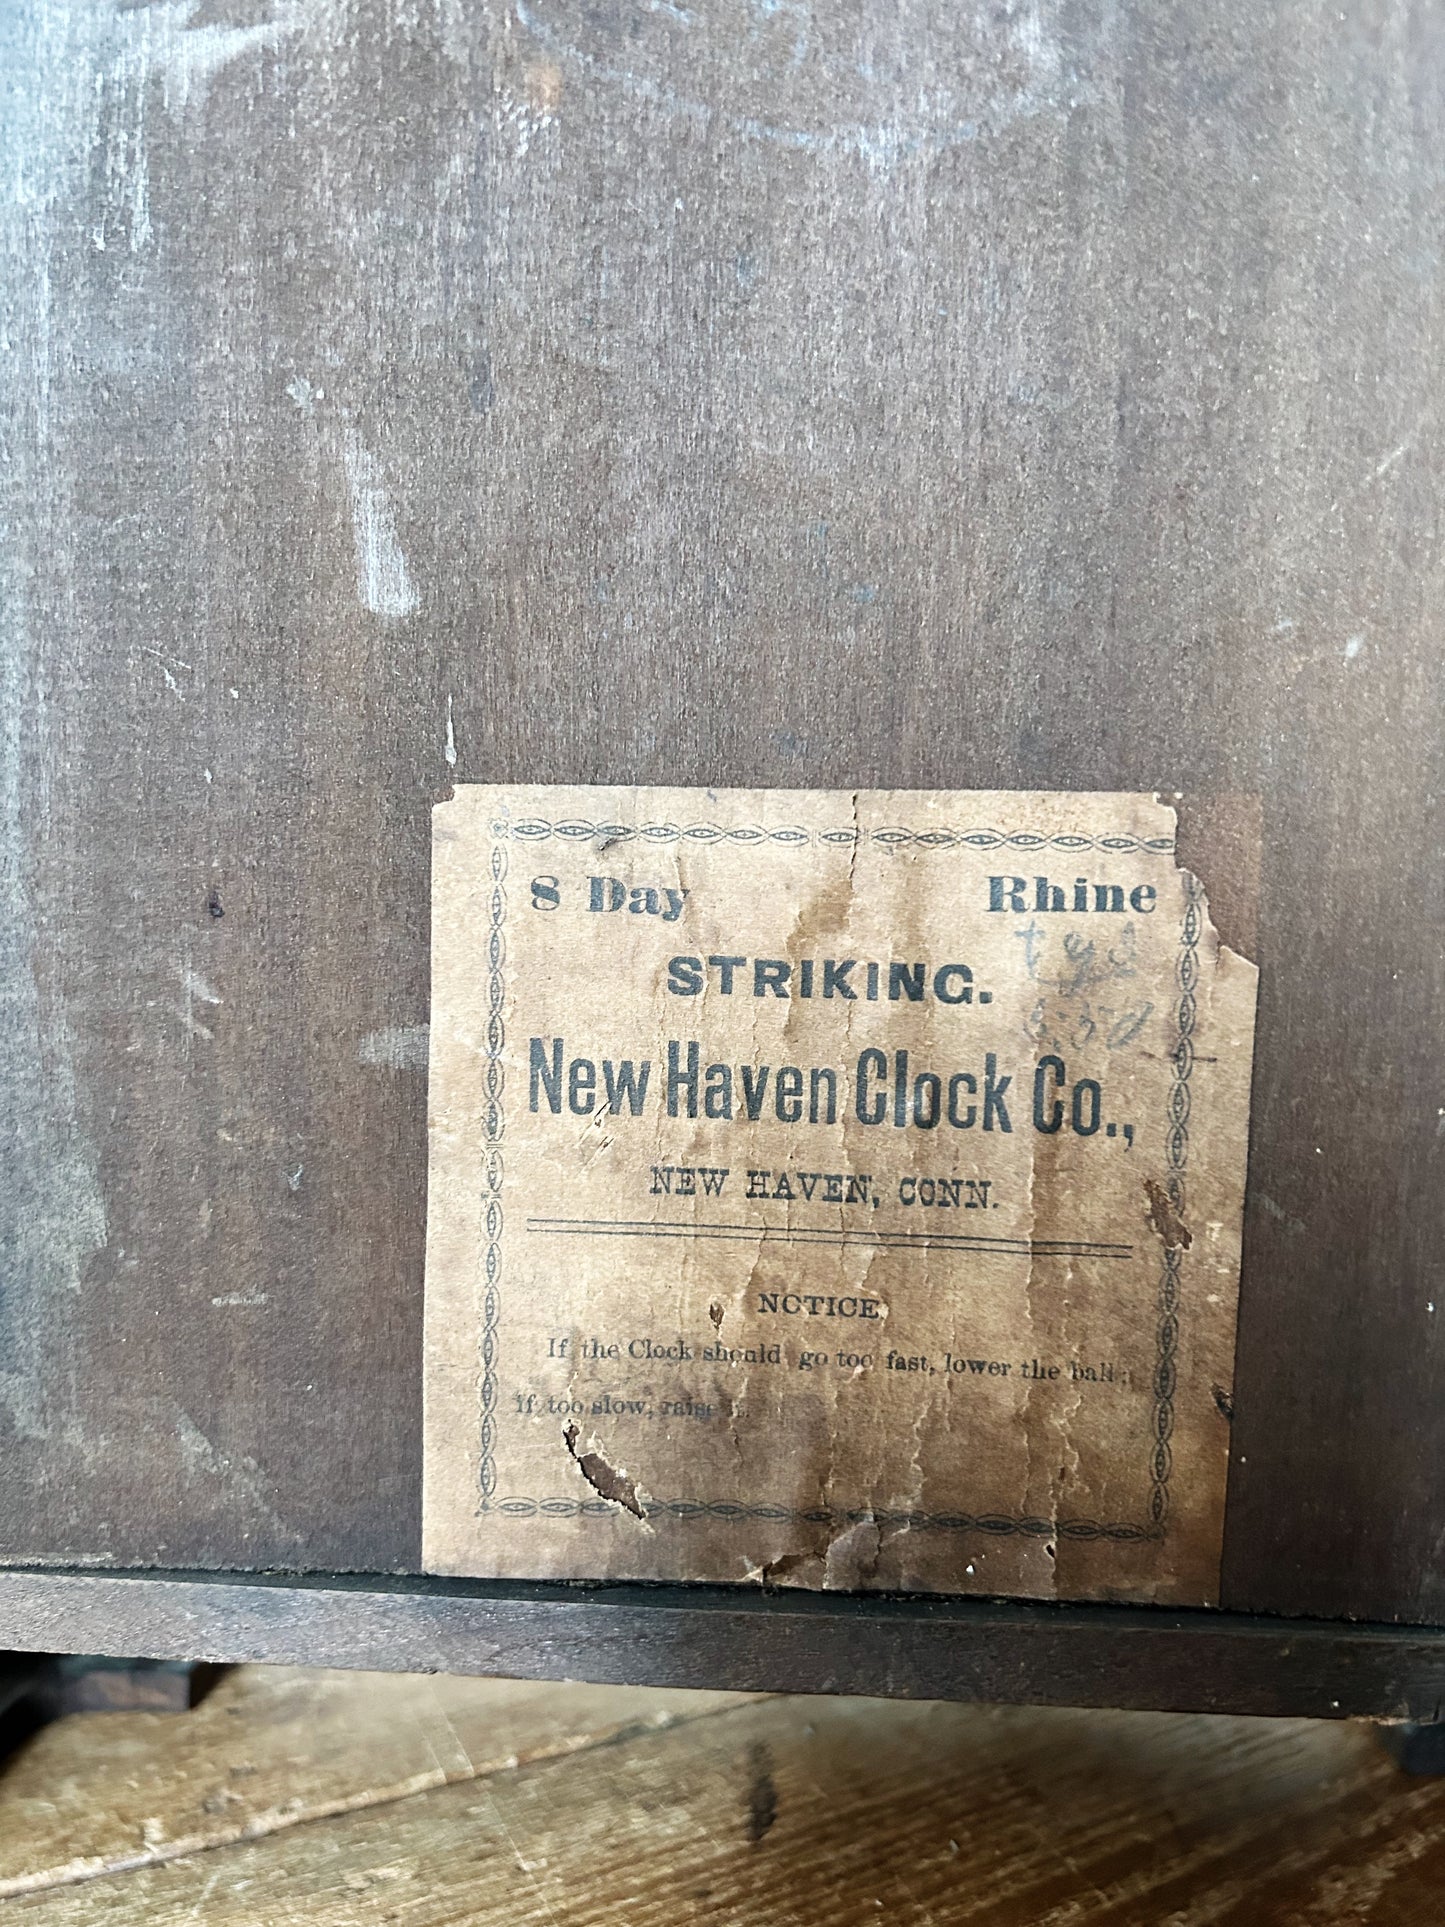 8 Day Rhine
STRIKING.
New Haven Clock Co.,
NEW HAVEN, CONN.
NOTICE
If the Clock should go too fast, lower the ball;
if too slow, raise